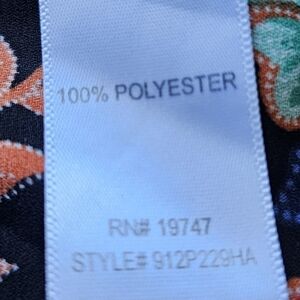 100% POLYESTER
RN# 19747
STYLE# 912P229HA